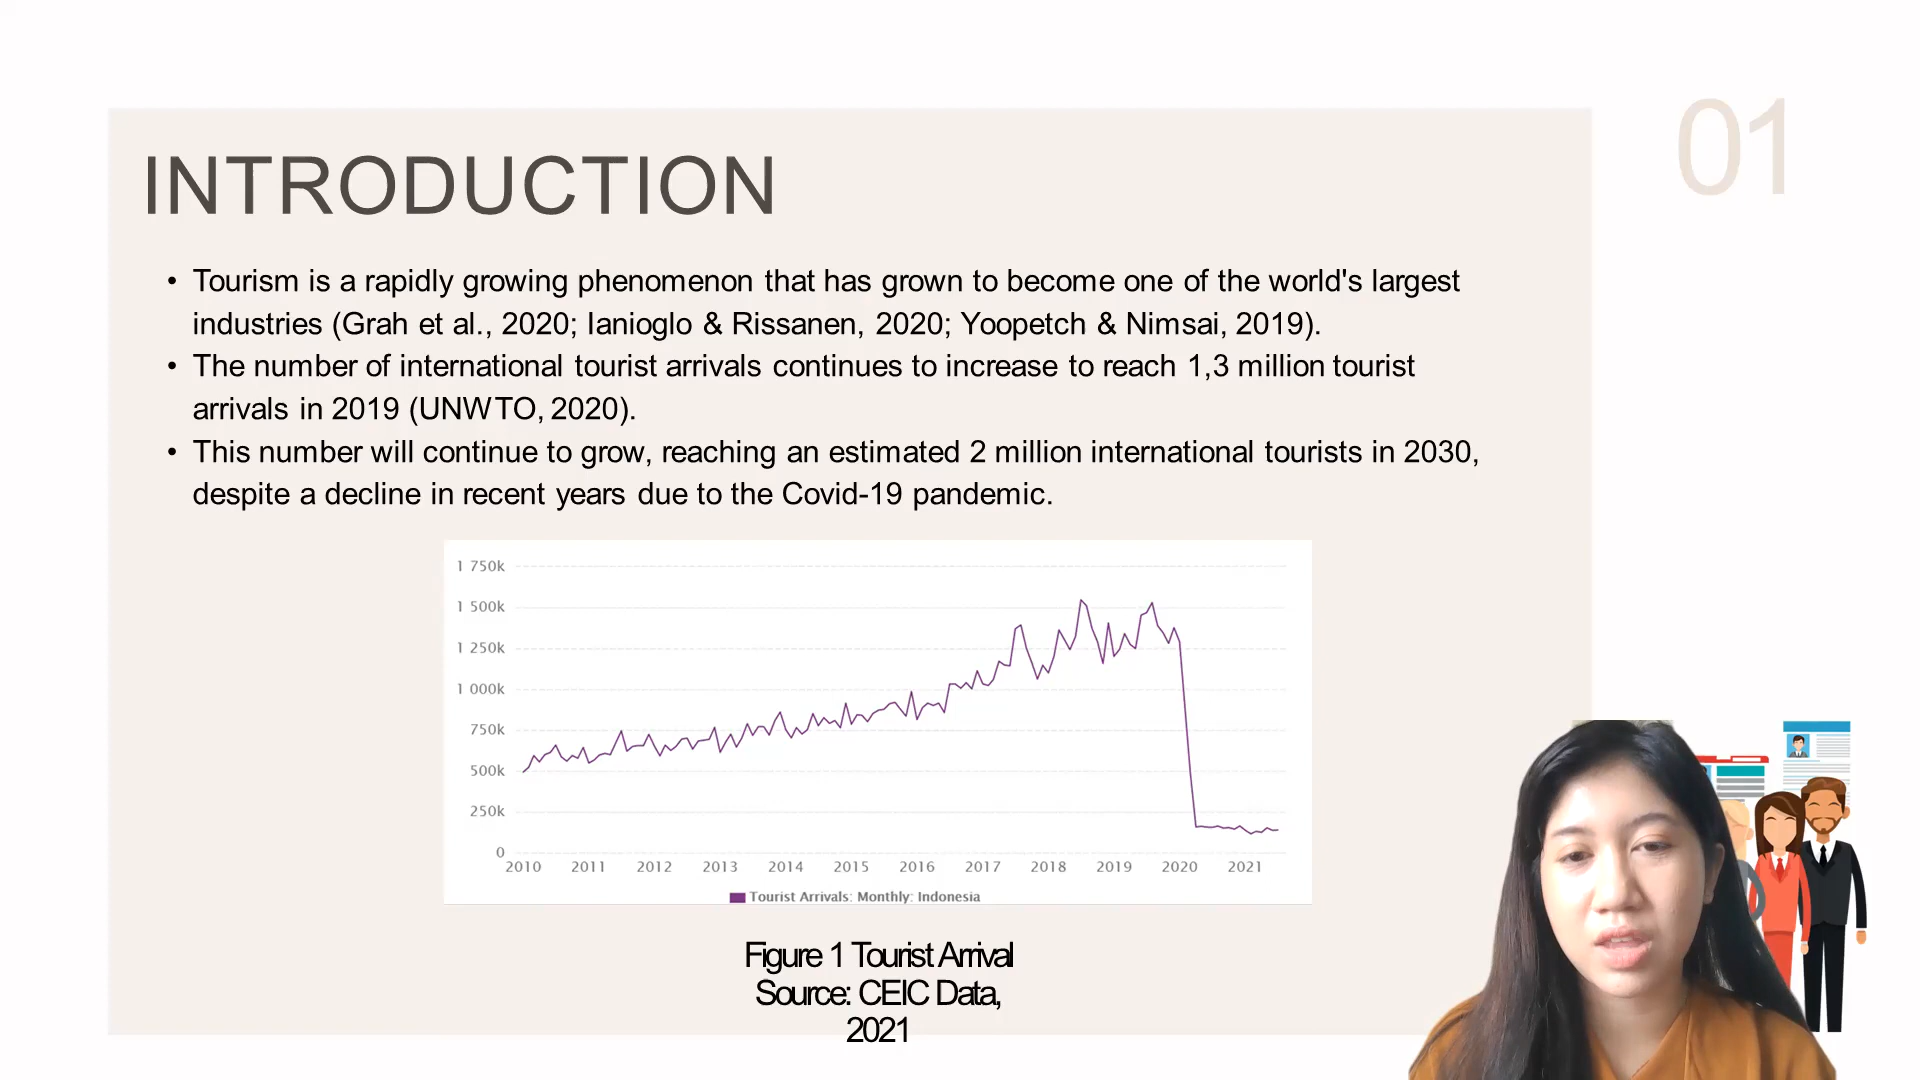 01
INTRODUCTION
• Tourism is a rapidly growing phenomenon that has grown to become one of the world's largest
industries (Grah et al., 2020; Ianioglo & Rissanen, 2020; Yoopetch & Nimsai, 2019).
• The number of international tourist arrivals continues to increase to reach 1,3 million tourist
arrivals in 2019 (UNWTO, 2020).
• This number will continue to grow, reaching an estimated 2 million international tourists in 2030,
despite a decline in recent years due to the Covid-19 pandemic.
1 750k
1 500k
1 250k
1 000k
750k
500k
250k
0
2010 2011 2012 2013 2014 2015 2016 2017 2018 2019 2020 2021
Tourist Arrivals: Monthly: Indonesia
Figure 1 Tourist Arrival
Source: CEIC Data,
2021